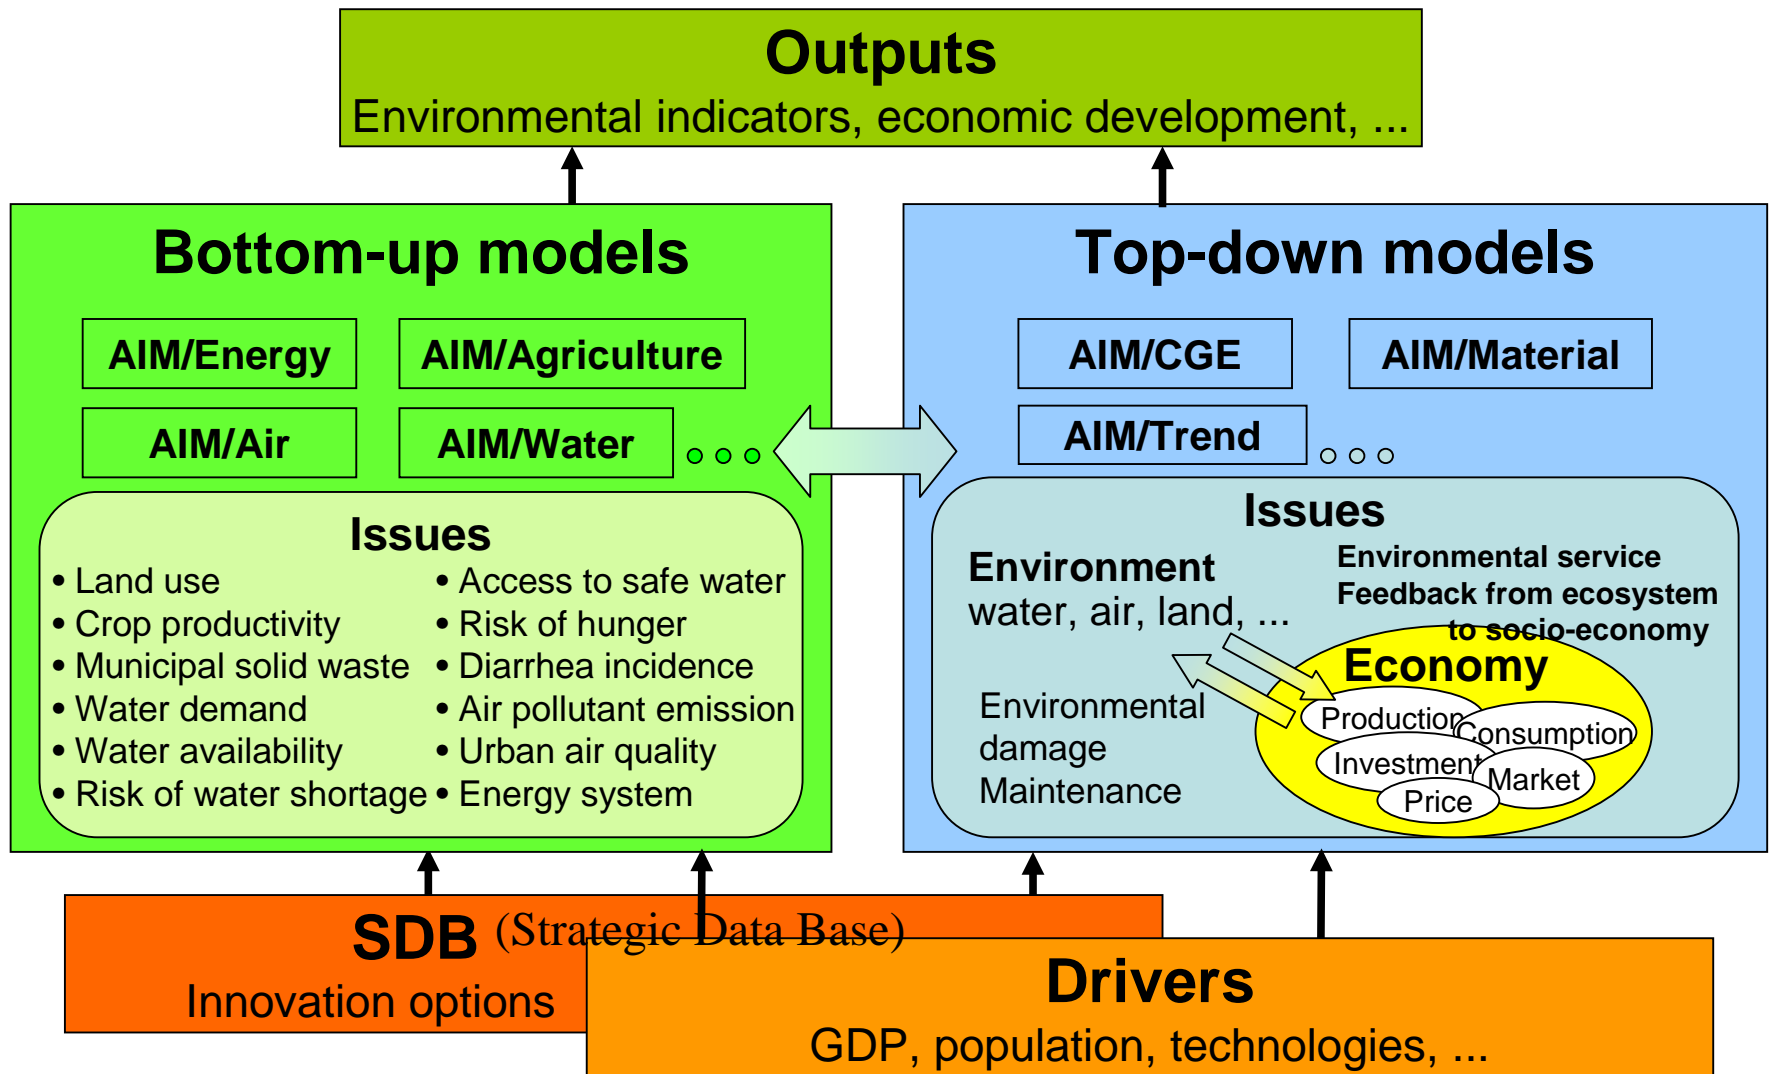 Outputs
Environmental indicators, economic development, ...
Bottom-up models
AIM/Energy
AIM/Agriculture
AIM/Air
AIM/Water
Issues
• Land use
• Crop productivity
• Municipal solid waste
• Water demand
• Water availability
• Risk of water shortage
• Access to safe water
• Risk of hunger
• Diarrhea incidence
• Air pollutant emission
• Urban air quality
• Energy system
Top-down models
AIM/CGE
AIM/Material
AIM/Trend
Issues
Environment
water, air, land, ...
Environmental service
Feedback from ecosystem
to socio-economy
Economy
Production
Consumption
Investment
Market
Price
Environmental
damage
Maintenance
SDB (Strategic Data Base)
Innovation options
Drivers
GDP, population, technologies, ...